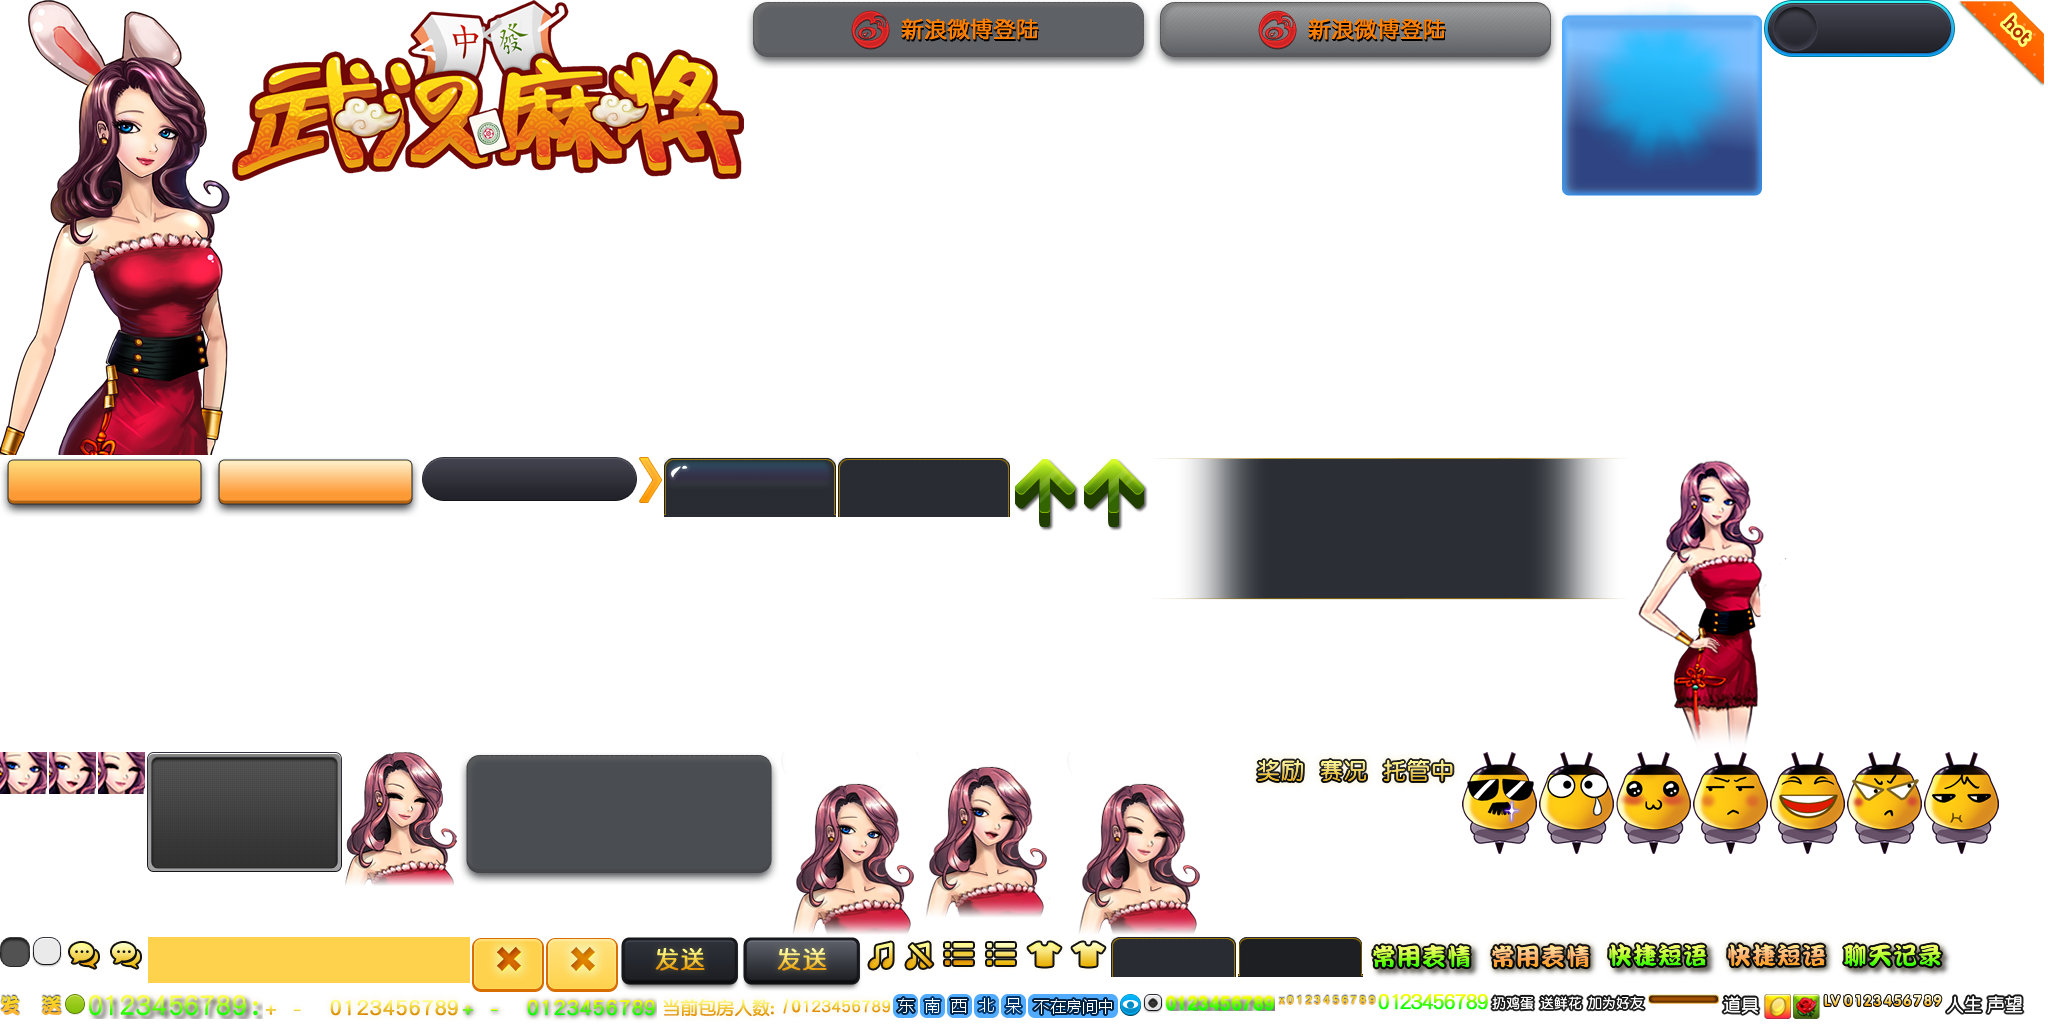 中 發
武汉麻将
新浪微博登陆
新浪微博登陆
hot
奖励 赛况 托管中
发送
发送
常用表情 常用表情 快捷短语 快捷短语 聊天记录
发 送
0123456789:+ -
0123456789+ -
0123456789
当前包房人数: /0123456789
东 南 西 北 呆 不在房间中
0123456789
x0123456789
0123456789
扔鸡蛋 送鲜花 加为好友
道具
LV0123456789
人生 声望